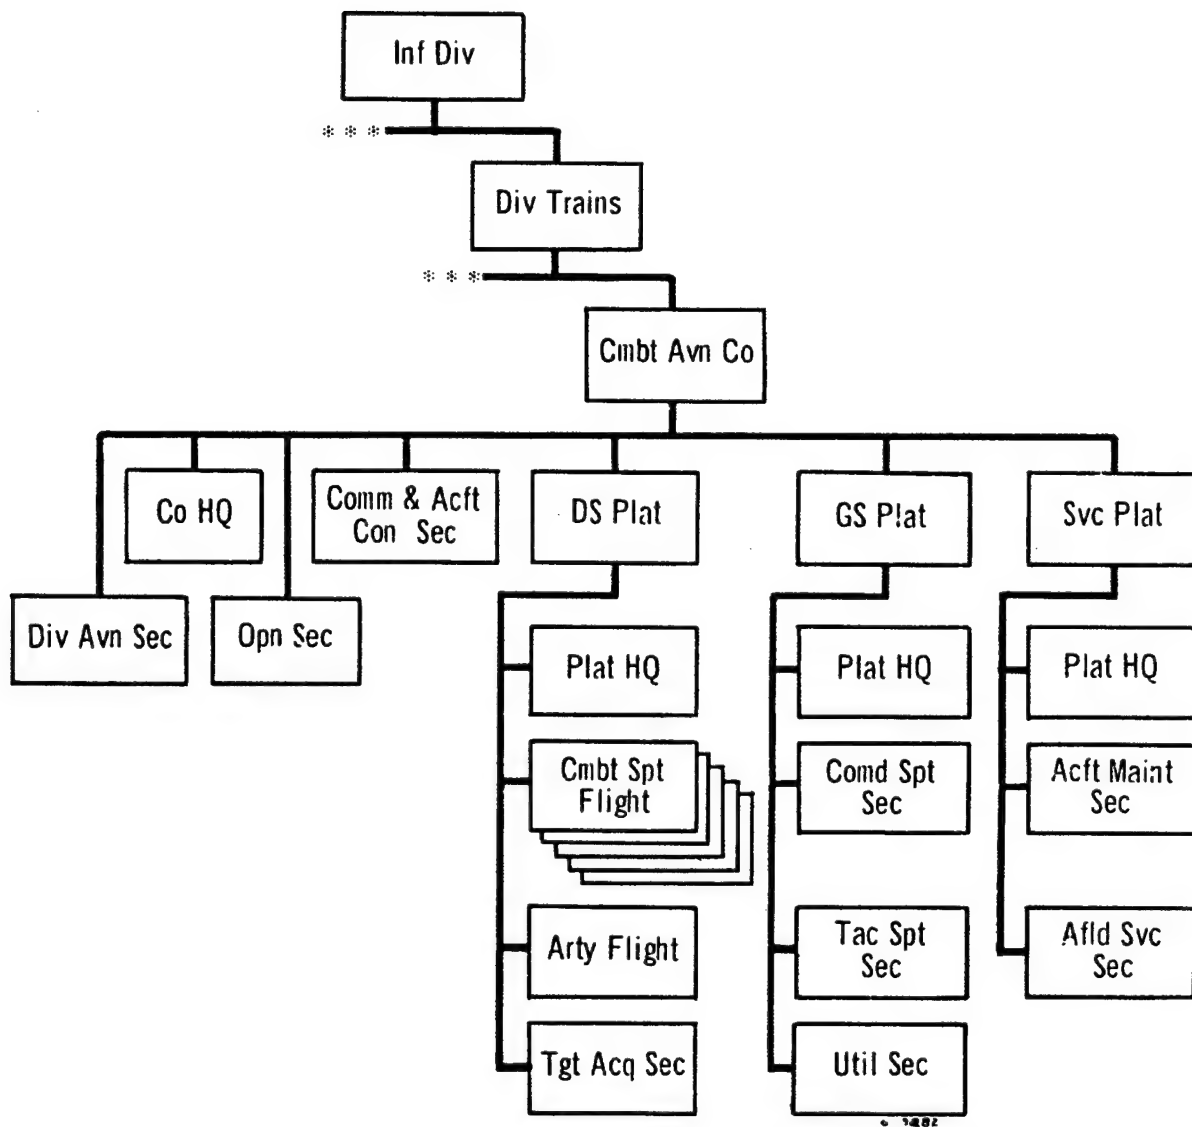 Inf Div
* * *
Div Trains
* * *
Cmbt Avn Co
Co HQ
Comm & Acft
Con Sec
DS Plat
GS Plat
Svc Plat
Div Avn Sec
Opn Sec
Plat HQ
Plat HQ
Plat HQ
Cmbt Spt
Flight
Comd Spt
Sec
Acft Maint
Sec
Arty Flight
Tac Spt
Sec
Afld Svc
Sec
Tgt Acq Sec
Util Sec